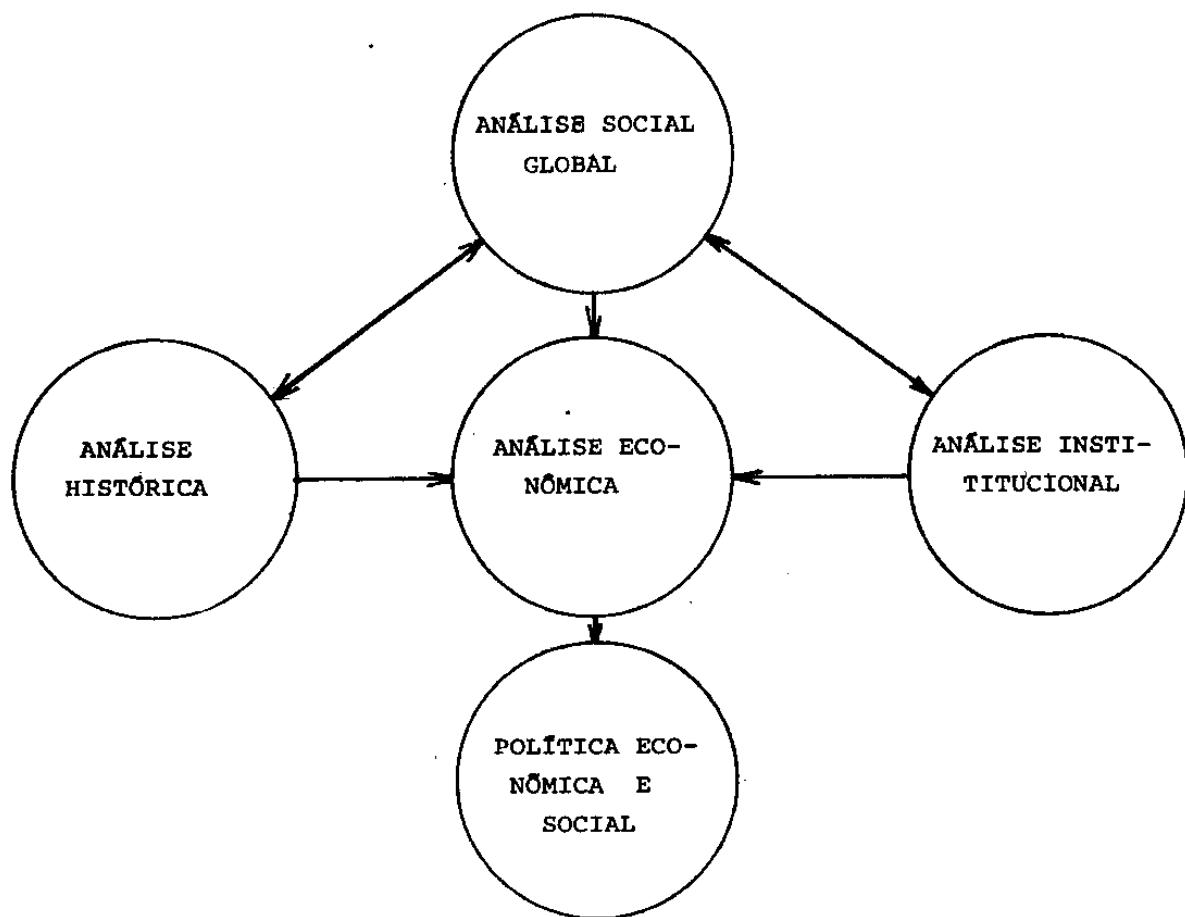 ANÁLISE SOCIAL
GLOBAL
ANÁLISE
HISTÓRICA
ANÁLISE ECO-
NÔMICA
ANÁLISE INSTI-
TITUCIONAL
POLÍTICA ECO-
NÔMICA E
SOCIAL